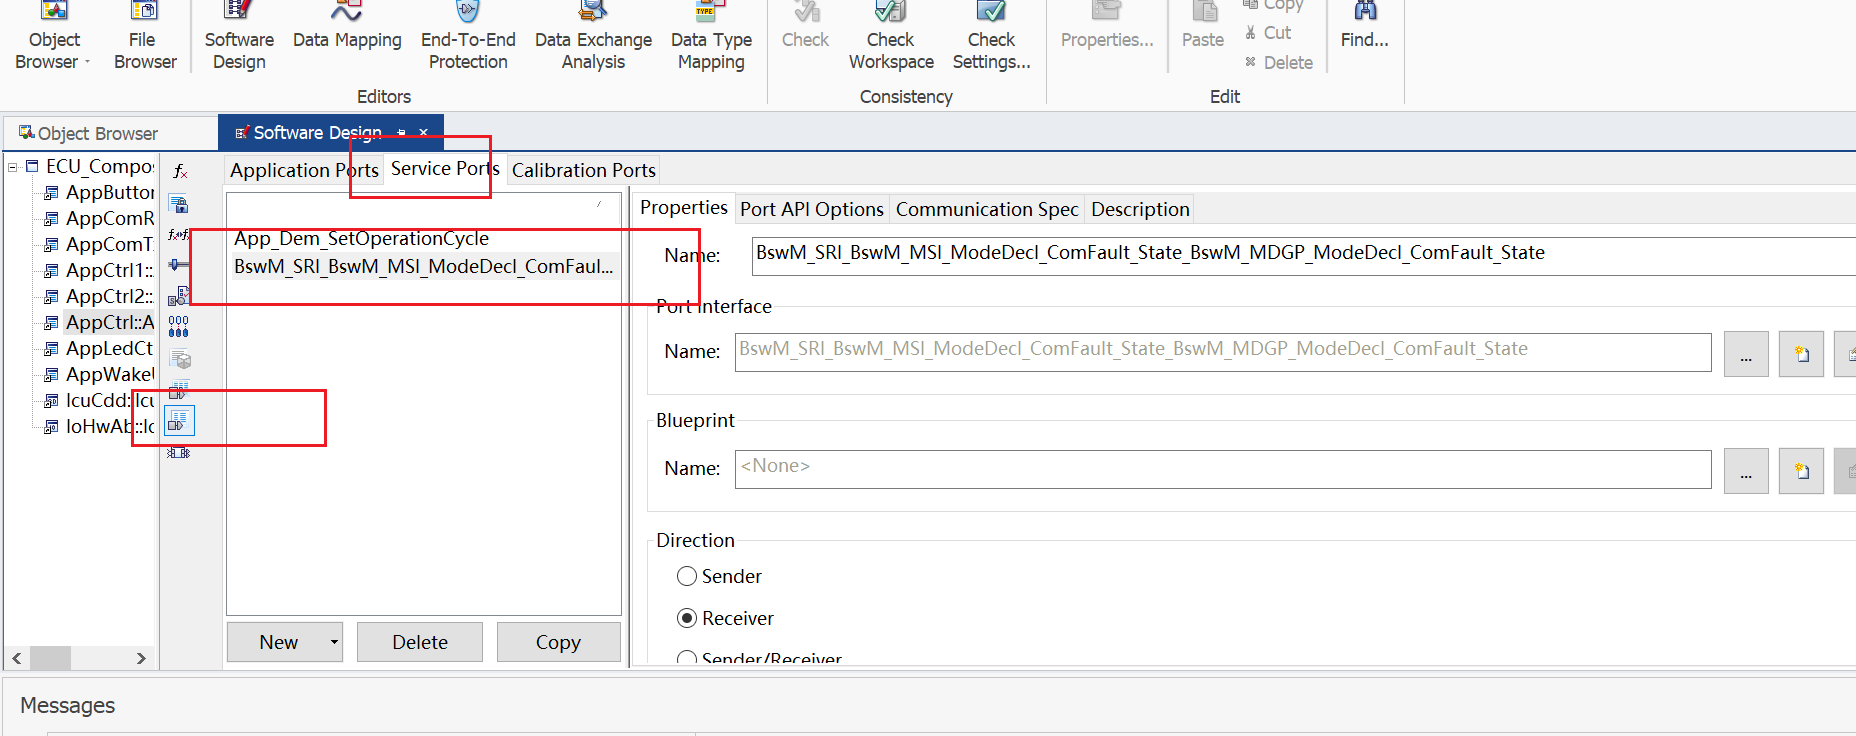 Object Browser
File Browser
Software Design
Data Mapping
End-To-End Protection
Data Exchange Analysis
Data Type Mapping
Check
Check Workspace
Check Settings...
Properties...
Paste
Copy
Cut
Delete
Find...
Editors
Consistency
Edit
Object Browser
Software Design
ECU_Compos
AppButton
AppComR
AppComT
AppCtrl1::
AppCtrl2::
AppCtrl::A
AppLedCt
AppWakeU
IcuCdd::Icu
IoHwAb::Io
Application Ports
Service Ports
Calibration Ports
App_Dem_SetOperationCycle
BswM_SRI_BswM_MSI_ModeDecl_ComFaul...
New
Delete
Copy
Properties
Port API Options
Communication Spec
Description
Name:
BswM_SRI_BswM_MSI_ModeDecl_ComFault_State_BswM_MDGP_ModeDecl_ComFault_State
Port Interface
Name:
BswM_SRI_BswM_MSI_ModeDecl_ComFault_State_BswM_MDGP_ModeDecl_ComFault_State
...
Blueprint
Name:
<None>
...
Direction
Sender
Receiver
Sender/Receiver
Messages